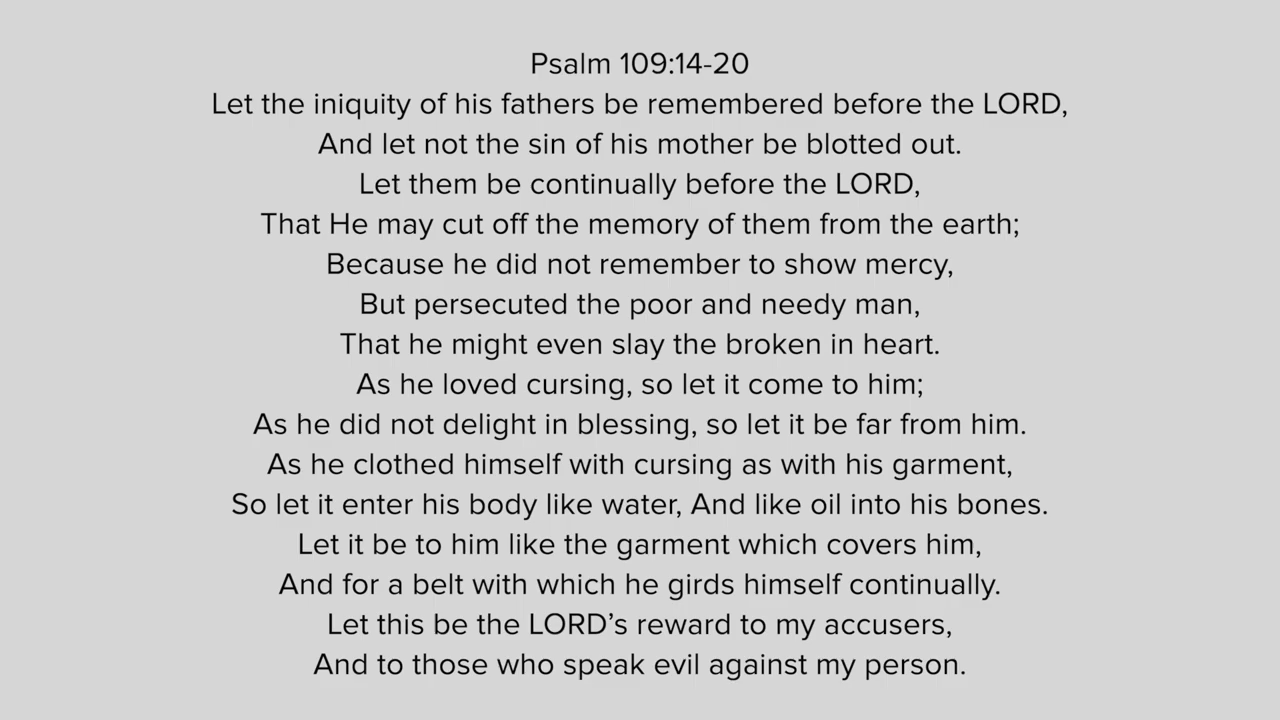 Psalm 109:14-20
Let the iniquity of his fathers be remembered before the LORD,
And let not the sin of his mother be blotted out.
Let them be continually before the LORD,
That He may cut off the memory of them from the earth;
Because he did not remember to show mercy,
But persecuted the poor and needy man,
That he might even slay the broken in heart.
As he loved cursing, so let it come to him;
As he did not delight in blessing, so let it be far from him.
As he clothed himself with cursing as with his garment,
So let it enter his body like water, And like oil into his bones.
Let it be to him like the garment which covers him,
And for a belt with which he girds himself continually.
Let this be the LORD’s reward to my accusers,
And to those who speak evil against my person.